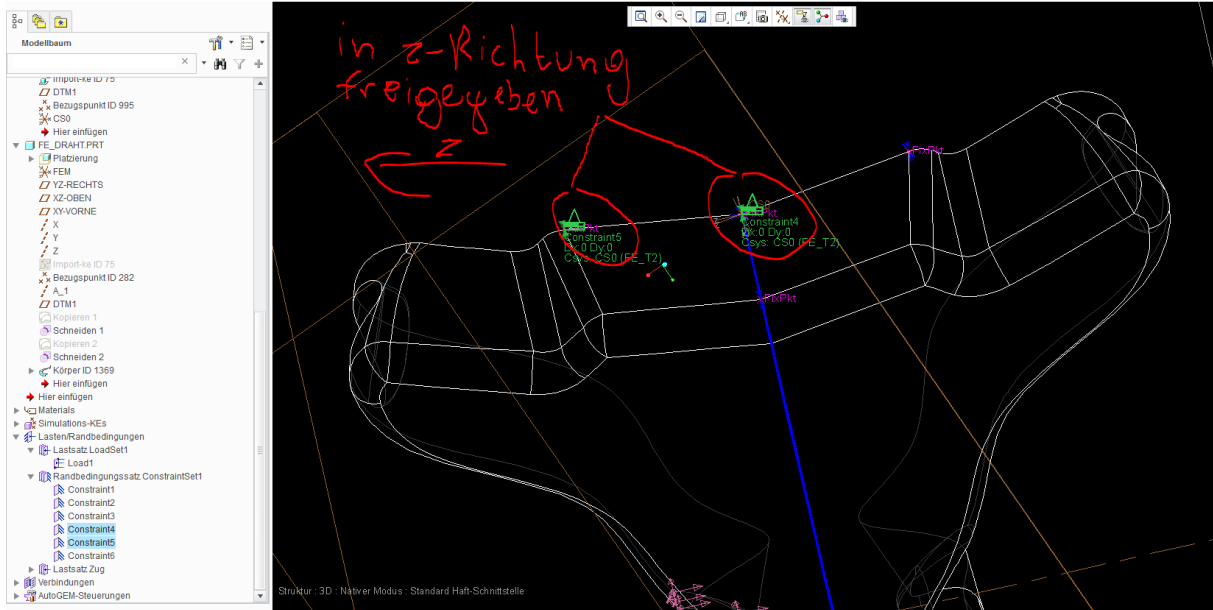 Modellbaum
Import-ke ID 75
DTM1
Bezugspunkt ID 995
CS0
Hier einfügen
FE_DRAHT.PRT
Platzierung
FEM
YZ-RECHTS
XZ-OBEN
XY-VORNE
X
Y
Z
Import-ke ID 75
Bezugspunkt ID 282
A_1
DTM1
Kopieren 1
Schneiden 1
Kopieren 2
Schneiden 2
Körper ID 1369
Hier einfügen
Hier einfügen
Materials
Simulations-KEs
Lasten/Randbedingungen
Lastsatz LoadSet1
Load1
Randbedingungssatz ConstraintSet1
Constraint1
Constraint2
Constraint3
Constraint4
Constraint5
Constraint6
Lastsatz Zug
Verbindungen
AutoGEM-Steuerungen
in z-Richtung
freigegeben
z
FixPkt
Pkt
Constraint4
Dx:0 Dy:0
Csys: CS0 (FE_T2)
Pkt
Constraint5
Dx:0 Dy:0
Csys: CS0 (FE_T2)
FixPkt
Struktur : 3D : Nativer Modus : Standard Haft-Schnittstelle